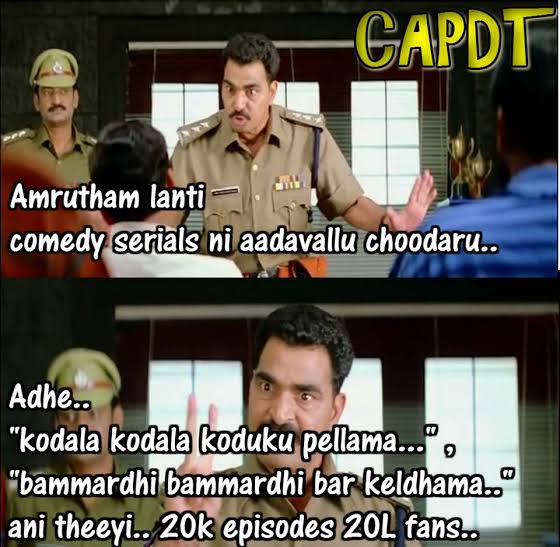 CAPDT
Amrutham lanti
comedy serials ni aadavallu choodaru..
Adhe..
"kodala kodala koduku pellama...",
"bammardhi bammardhi bar keldhama.."
ani theeyi.. 20k episodes 20L fans..